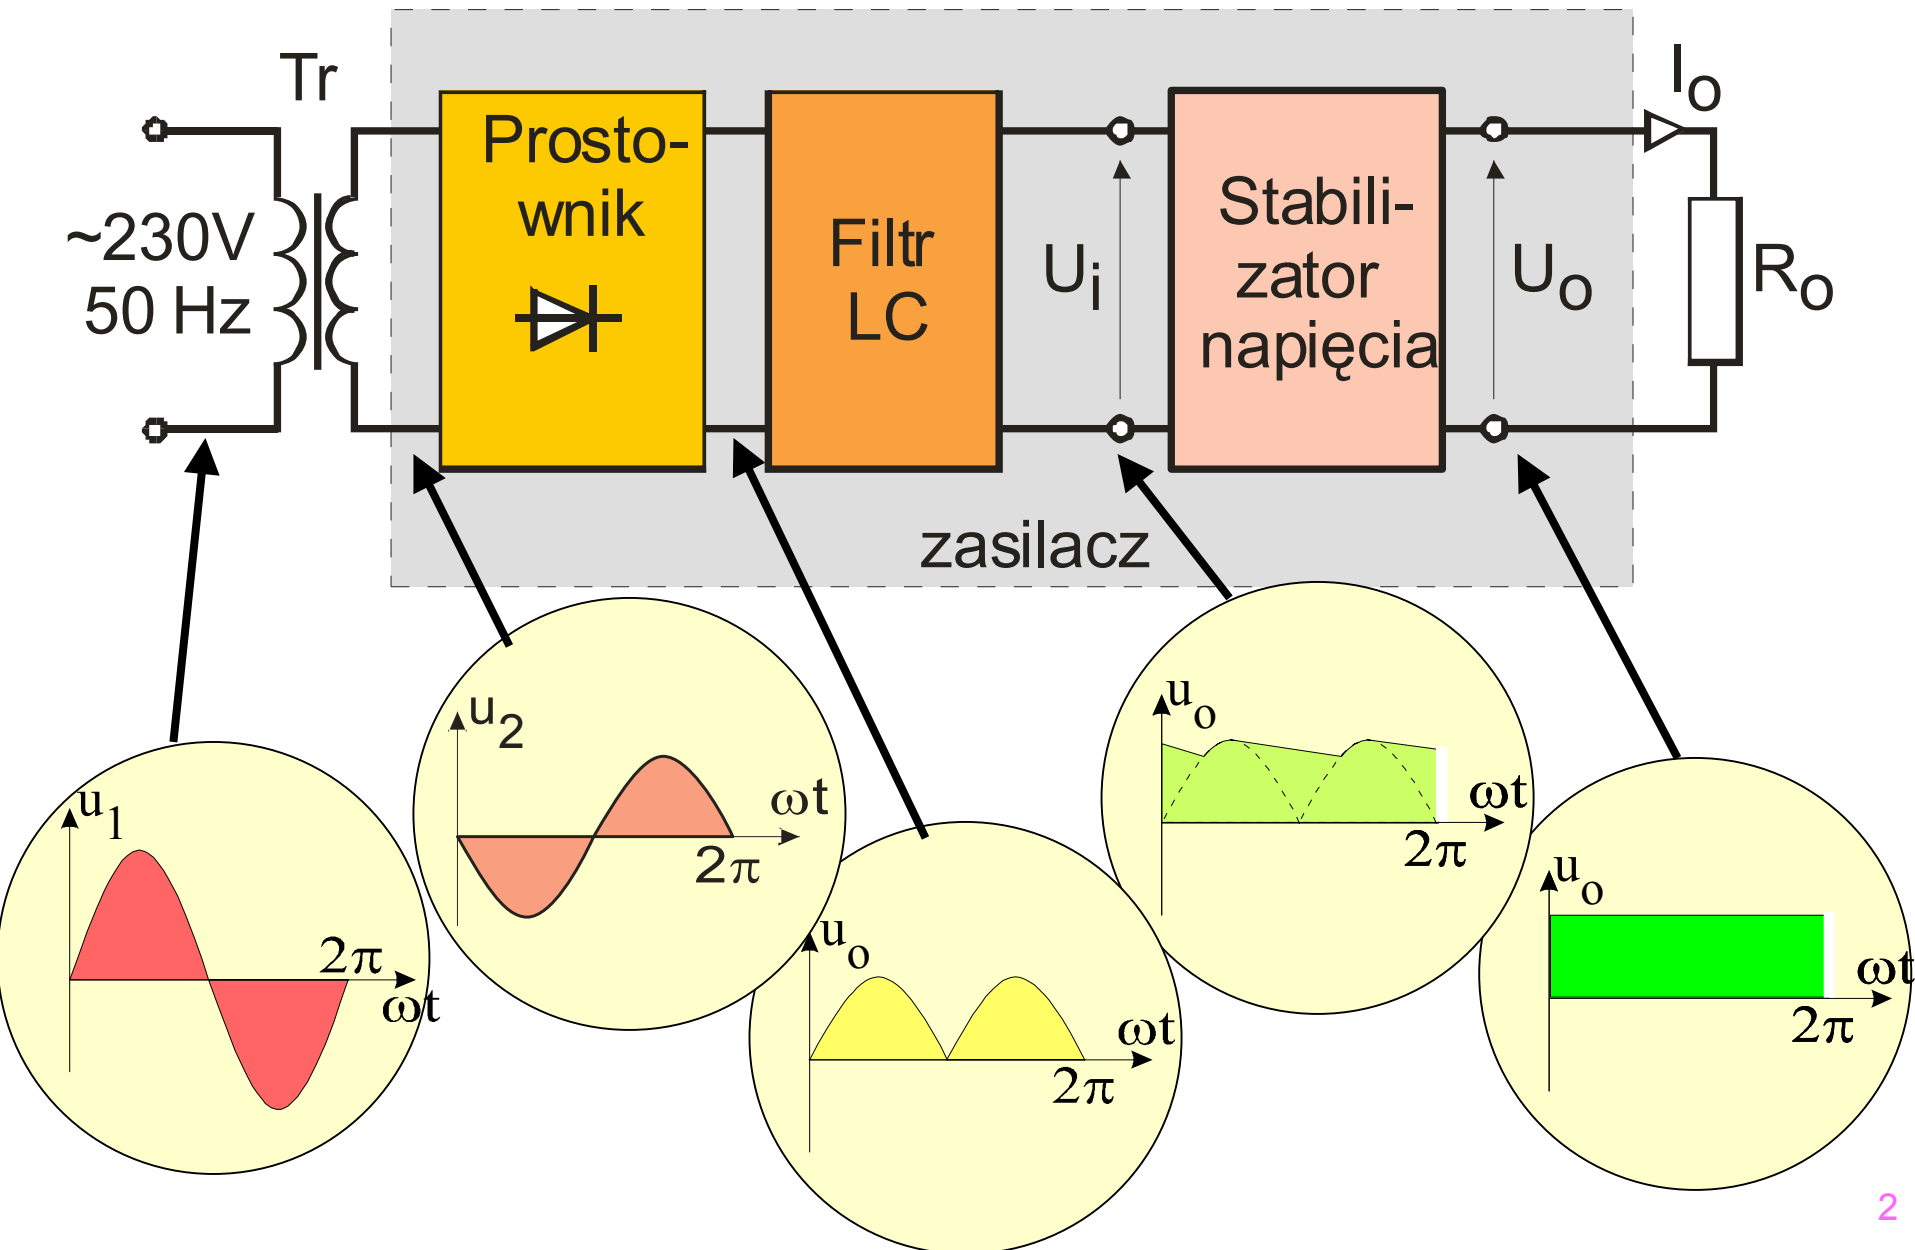 Tr
~230V
50 Hz
Prosto-
wnik
Filtr
LC
Ui
Stabili-
zator
napięcia
Uo
Io
Ro
zasilacz
u1
2π
ωt
u2
ωt
2π
uo
ωt
2π
uo
ωt
2π
uo
ωt
2π
2